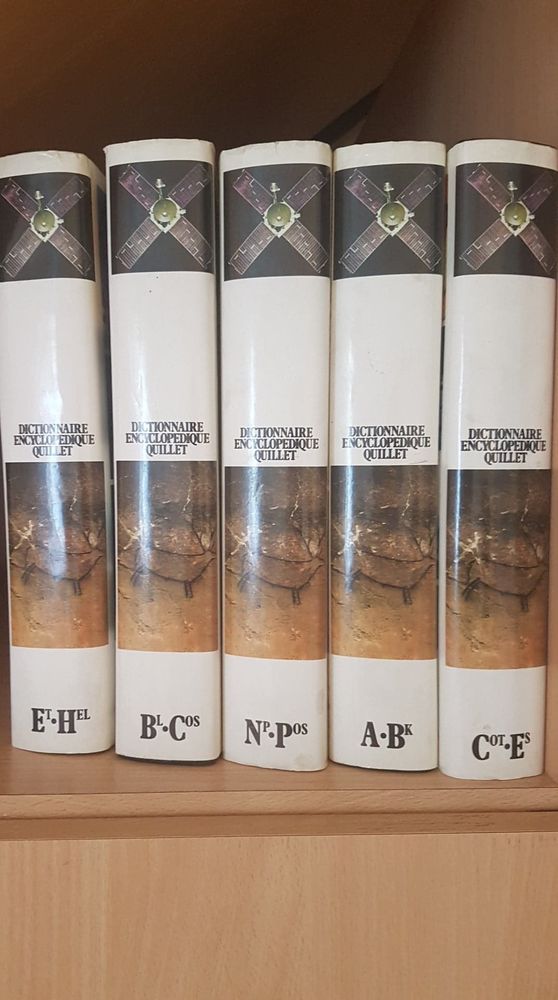 DICTIONNAIRE
ENCYCLOPEDIQUE
QUILLET
ET·HEL
DICTIONNAIRE
ENCYCLOPEDIQUE
QUILLET
BL·COS
DICTIONNAIRE
ENCYCLOPEDIQUE
QUILLET
NP·POS
DICTIONNAIRE
ENCYCLOPEDIQUE
QUILLET
A·BK
DICTIONNAIRE
ENCYCLOPEDIQUE
QUILLET
COT·ES